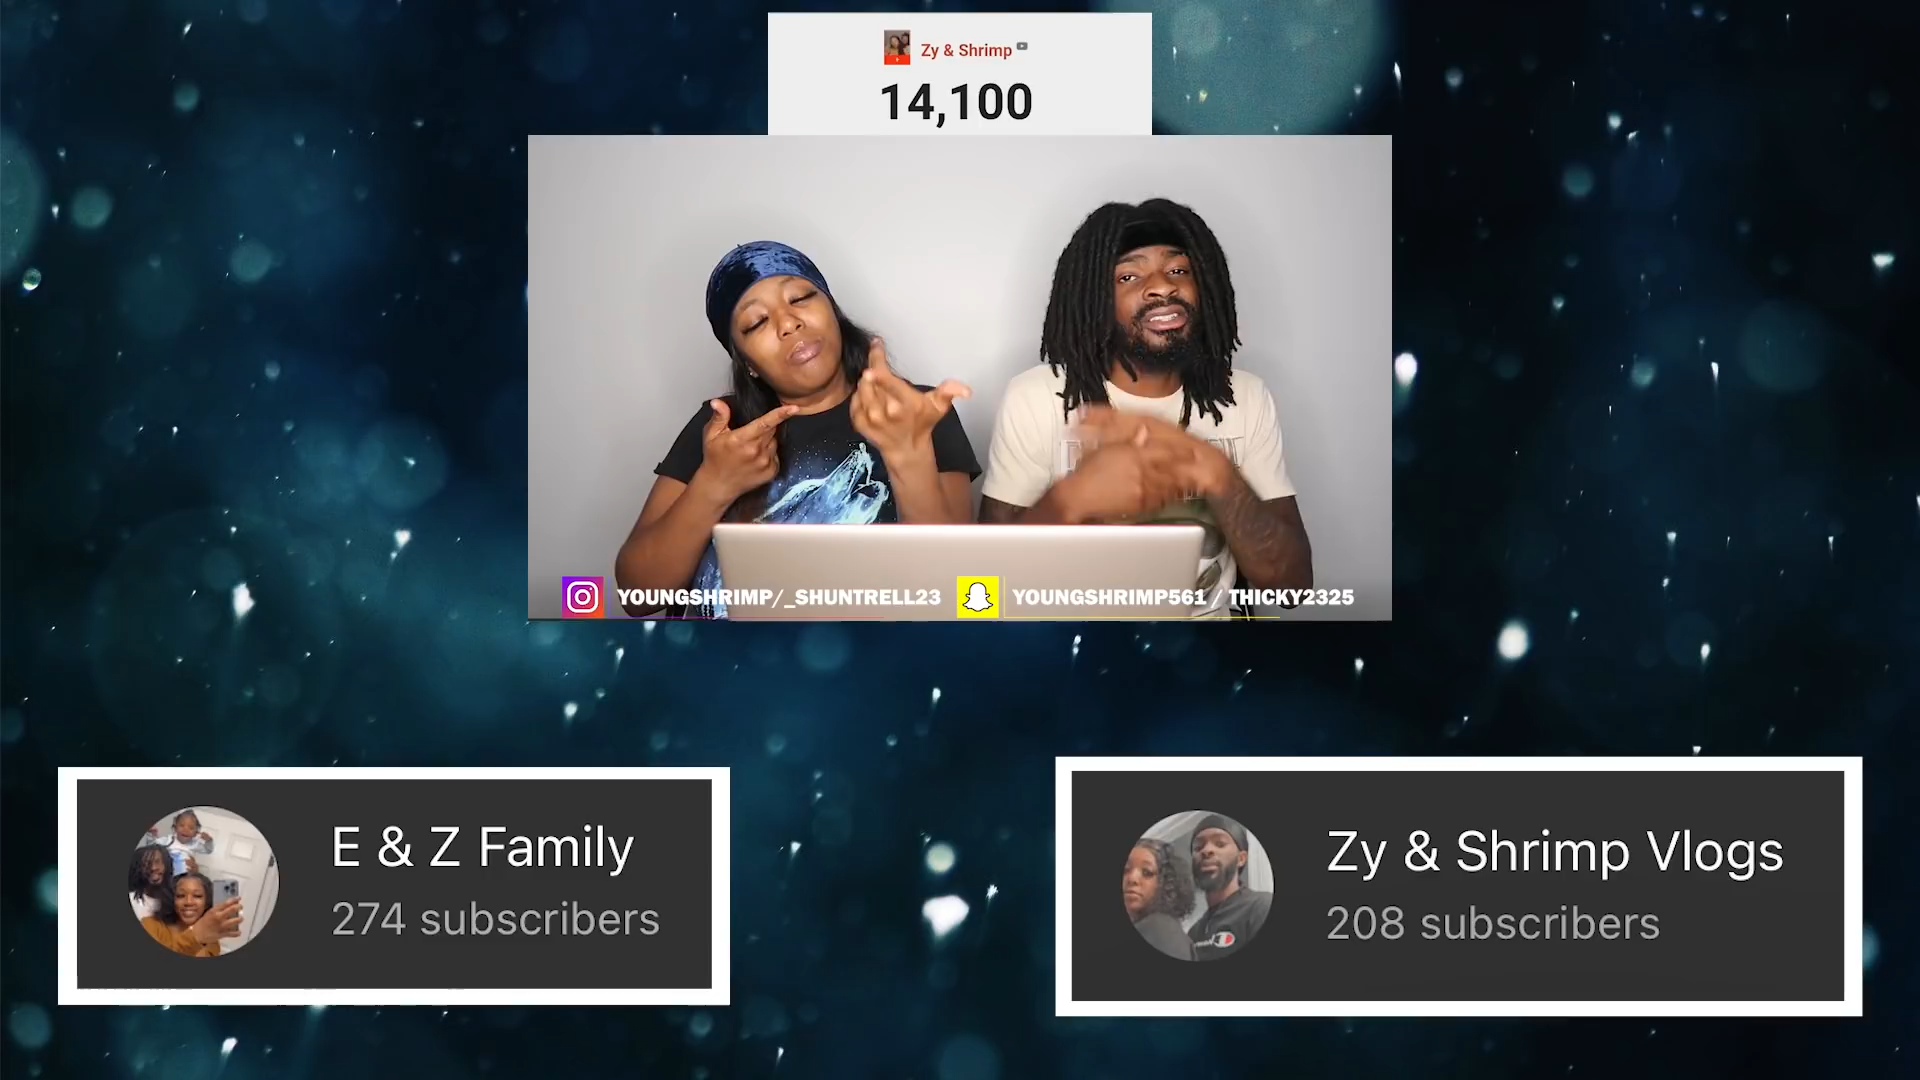 Zy & Shrimp
14,100
YOUNGSHRIMP/_SHUNTRELL23
YOUNGSHRIMP561 / THICKY2325
E & Z Family
274 subscribers
Zy & Shrimp Vlogs
208 subscribers